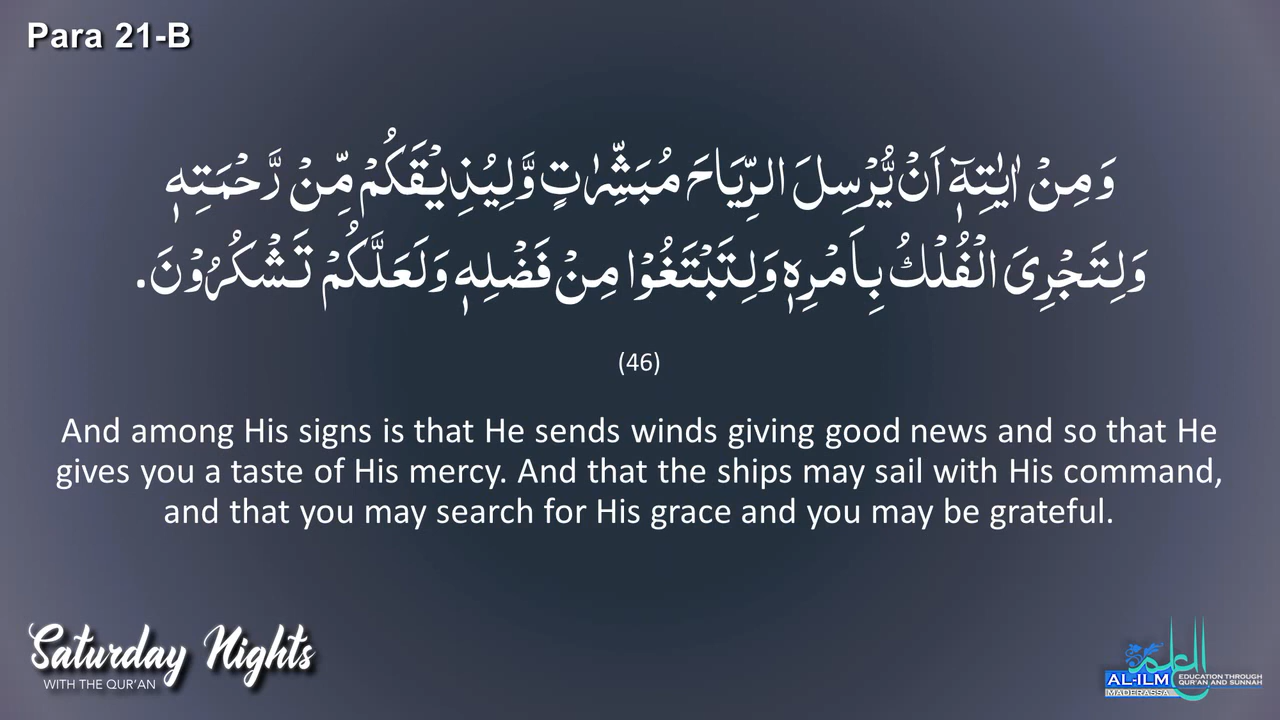 Para 21-B
وَمِنْ اٰيٰتِهٖٓ اَنْ يُّرْسِلَ الرِّيَاحَ مُبَشِّرٰتٍ وَّلِيُذِيْقَكُمْ مِّنْ رَّحْمَتِهٖ
وَلِتَجْرِىَ الْفُلْكُ بِاَمْرِهٖ وَلِتَبْتَغُوْا مِنْ فَضْلِهٖ وَلَعَلَّكُمْ تَشْكُرُوْنَ.
(46)
And among His signs is that He sends winds giving good news and so that He
gives you a taste of His mercy. And that the ships may sail with His command,
and that you may search for His grace and you may be grateful.
Saturday Nights
WITH THE QUR'AN
العلم
AL-ILM
MADERASSA
EDUCATION THROUGH
QUR'AN AND SUNNAH